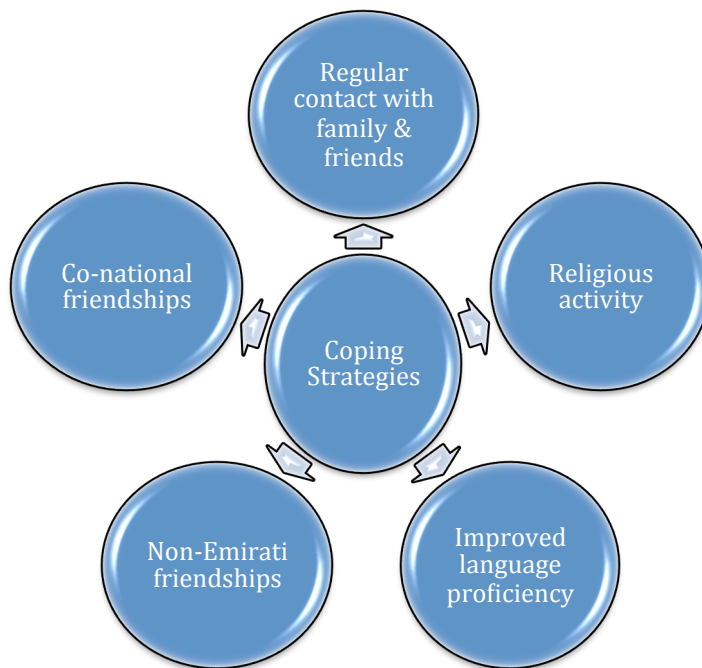 Regular
contact with
family &
friends
Co-national
friendships
Religious
activity
Coping
Strategies
Non-Emirati
friendships
Improved
language
proficiency